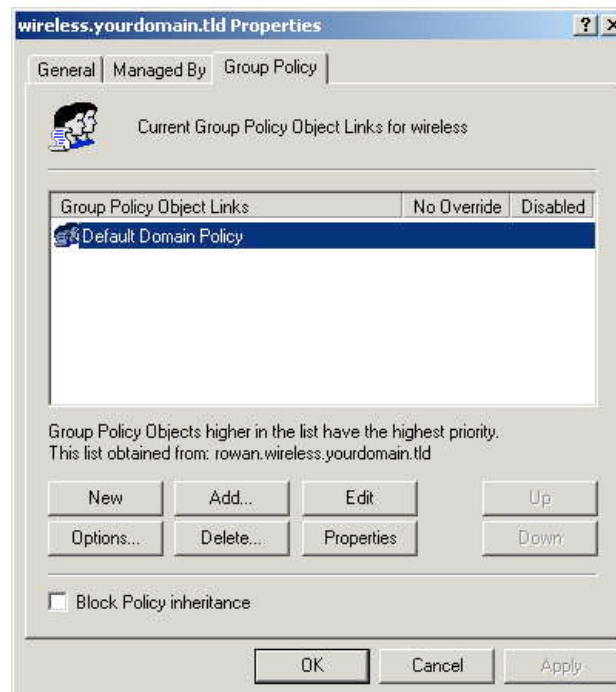 wireless.yourdomain.tld Properties
General Managed By Group Policy
Current Group Policy Object Links for wireless
Group Policy Object Links No Override Disabled
Default Domain Policy
Group Policy Objects higher in the list have the highest priority.
This list obtained from: rowan.wireless.yourdomain.tld
New Add... Edit Up
Options... Delete... Properties Down
Block Policy inheritance
OK Cancel Apply